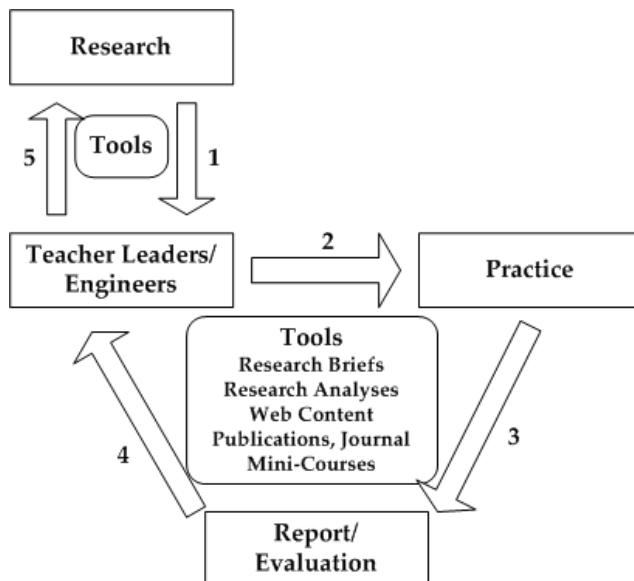 Research
5
Tools
1
Teacher Leaders/
Engineers
2
Practice
Tools
Research Briefs
Research Analyses
Web Content
Publications, Journal
Mini-Courses
4
3
Report/
Evaluation